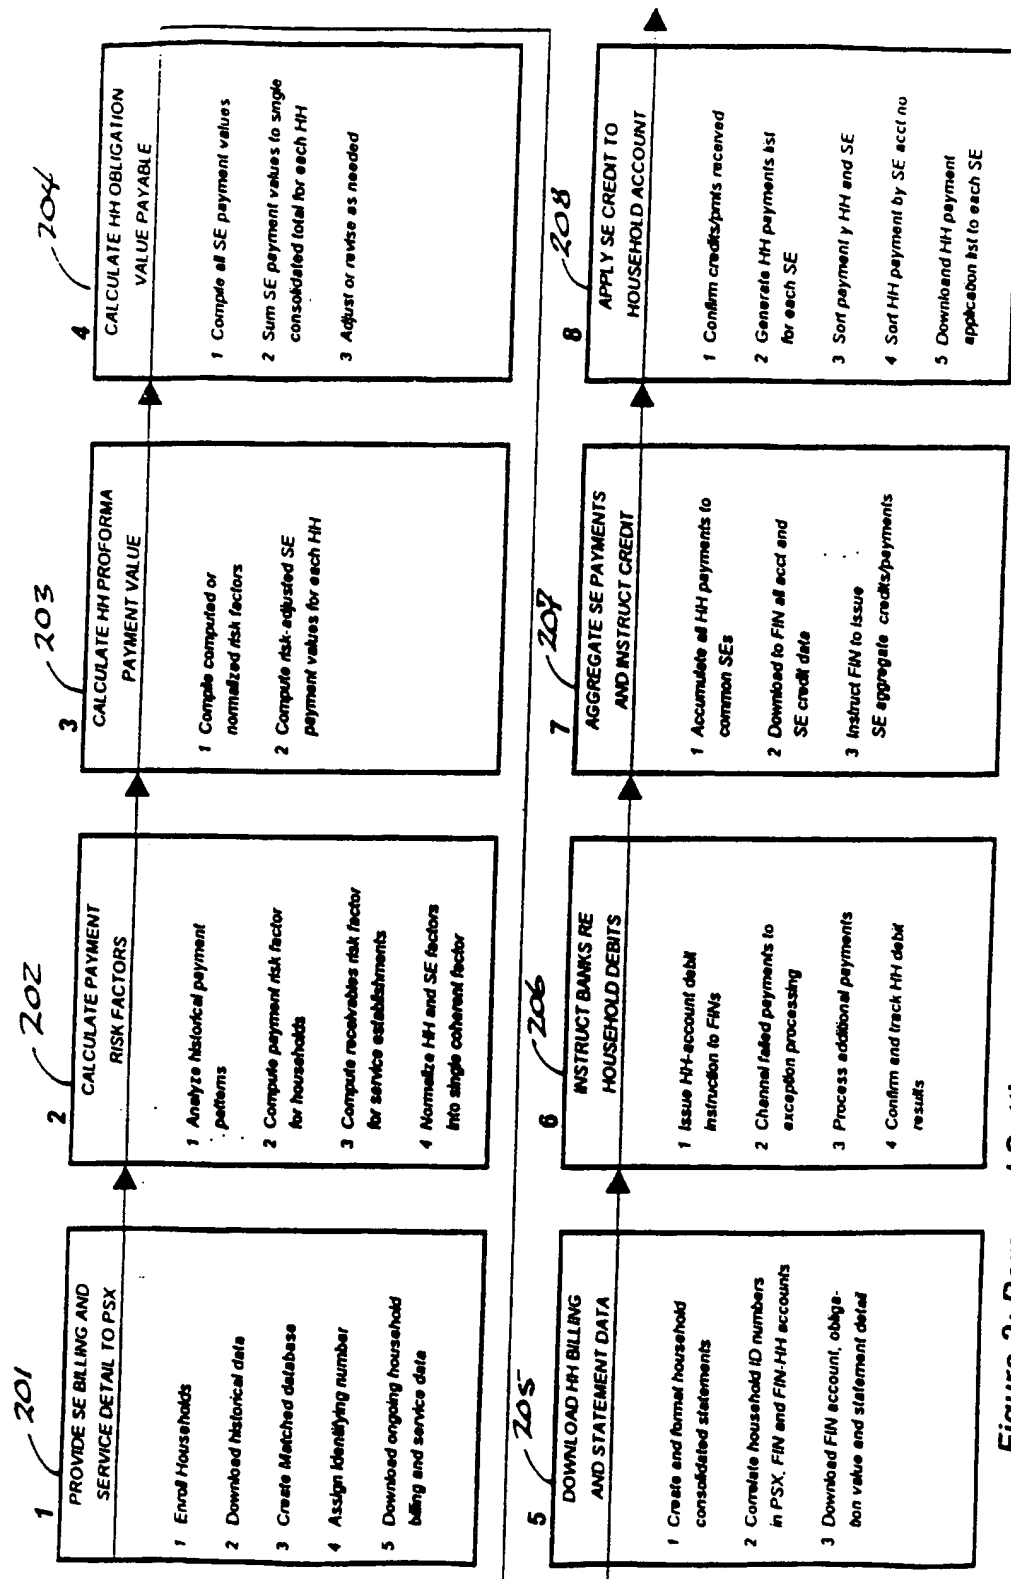 201
1
PROVIDE SE BILLING AND
SERVICE DETAIL TO PSX
1 Enroll Households
2 Download historical data
3 Create Matched database
4 Assign identifying number
5 Download ongoing household
billing and service data
202
2
CALCULATE PAYMENT
RISK FACTORS
1 Analyze historical payment
patterns
2 Compute payment risk factor
for households
3 Compute receivables risk factor
for service establishments
4 Normalize HH and SE factors
into single coherent factor
203
3
CALCULATE HH PROFORMA
PAYMENT VALUE
1 Compile computed or
normalized risk factors
2 Compute risk-adjusted SE
payment values for each HH
204
4
CALCULATE HH OBLIGATION
VALUE PAYABLE
1 Compile all SE payment values
2 Sum SE payment values to single
consolidated total for each HH
3 Adjust or revise as needed
205
5
DOWNLOAD HH BILLING
AND STATEMENT DATA
1 Create and formal household
consolidated statements
2 Correlate household ID numbers
in PSX, FIN and FIN-HH accounts
3 Download FIN account, obliga-
tion value and statement detail
206
6
INSTRUCT BANKS RE
HOUSEHOLD DEBITS
1 Issue HH-account debit
instruction to FINs
2 Channel failed payments to
exception processing
3 Process additional payments
4 Confirm and track HH debit
results
207
7
AGGREGATE SE PAYMENTS
AND INSTRUCT CREDIT
1 Accumulate all HH payments to
common SEs
2 Download to FIN all acct and
SE credit data
3 Instruct FIN to issue
SE aggregate credits/payments
208
8
APPLY SE CREDIT TO
HOUSEHOLD ACCOUNT
1 Confirm credits/pmts received
2 Generate HH payments list
for each SE
3 Sort payment y HH and SE
4 Sort HH payment by SE acct no
5 Download HH payment
application list to each SE
Figure 2: